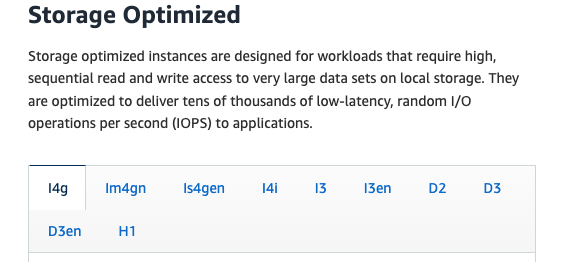 Storage Optimized
Storage optimized instances are designed for workloads that require high,
sequential read and write access to very large data sets on local storage. They
are optimized to deliver tens of thousands of low-latency, random I/O
operations per second (IOPS) to applications.
I4g Im4gn Is4gen I4i I3 I3en D2 D3
D3en H1